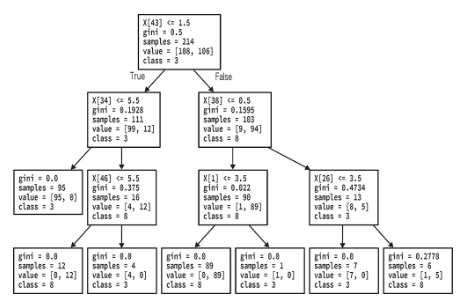 X[43] <= 1.5
gini = 0.5
samples = 214
value = [108, 106]
class = 3
True
False
X[34] <= 5.5
gini = 0.1928
samples = 111
value = [99, 12]
class = 3
X[38] <= 0.5
gini = 0.1595
samples = 103
value = [9, 94]
class = 8
gini = 0.0
samples = 95
value = [95, 0]
class = 3
X[46] <= 5.5
gini = 0.375
samples = 16
value = [4, 12]
class = 8
X[1] <= 3.5
gini = 0.022
samples = 90
value = [1, 89]
class = 8
X[26] <= 3.5
gini = 0.4734
samples = 13
value = [8, 5]
class = 3
gini = 0.0
samples = 12
value = [0, 12]
class = 8
gini = 0.0
samples = 4
value = [4, 0]
class = 3
gini = 0.0
samples = 89
value = [0, 89]
class = 8
gini = 0.0
samples = 1
value = [1, 0]
class = 3
gini = 0.0
samples = 7
value = [7, 0]
class = 3
gini = 0.2778
samples = 6
value = [1, 5]
class = 8